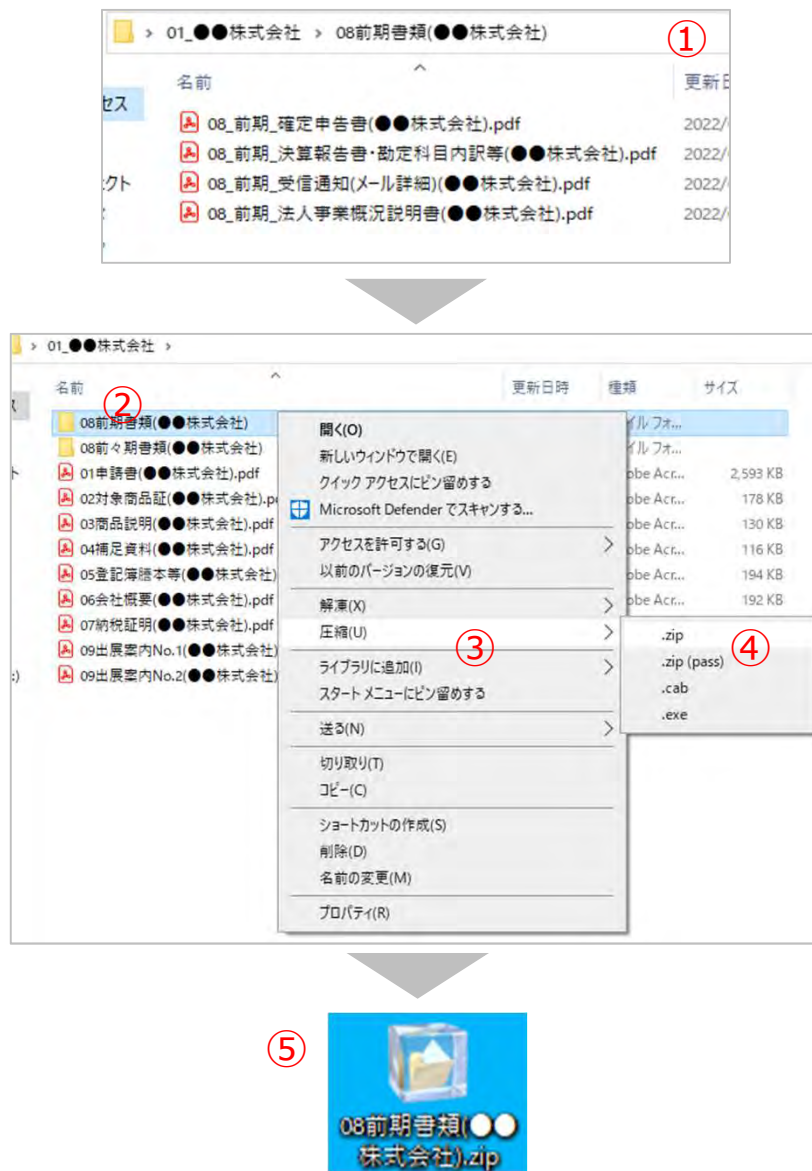 01_●●株式会社 › 08前期書類(●●株式会社) ①
名前 更新日
セス
08_前期_確定申告書(●●株式会社).pdf 2022/
08_前期_決算報告書・勘定科目内訳等(●●株式会社).pdf 2022/
クト 08_前期_受信通知(メール詳細)(●●株式会社).pdf 2022/
08_前期_法人事業概況説明書(●●株式会社).pdf 2022/
› 01_●●株式会社 ›
名前 ② 更新日時 種類 サイズ
08前期書類(●●株式会社) イル フォ...
08前々期書類(●●株式会社) イル フォ...
01申請書(●●株式会社).pdf obe Acr... 2,593 KB
02対象商品証(●●株式会社).p obe Acr... 178 KB
03商品説明(●●株式会社).pdf obe Acr... 130 KB
04補足資料(●●株式会社).pdf obe Acr... 116 KB
05登記簿謄本等(●●株式会社) obe Acr... 194 KB
06会社概要(●●株式会社).pdf obe Acr... 192 KB
07納税証明(●●株式会社).pdf
09出展案内No.1(●●株式会社)
:) 09出展案内No.2(●●株式会社)
開く(O)
新しいウィンドウで開く(E)
クイック アクセスにピン留めする
Microsoft Defender でスキャンする...
アクセスを許可する(G)
以前のバージョンの復元(V)
解凍(X)
圧縮(U) ③
ライブラリに追加(I)
スタート メニューにピン留めする
送る(N)
切り取り(T)
コピー(C)
ショートカットの作成(S)
削除(D)
名前の変更(M)
プロパティ(R)
.zip
.zip (pass) ④
.cab
.exe
⑤
08前期書類(●●
株式会社).zip